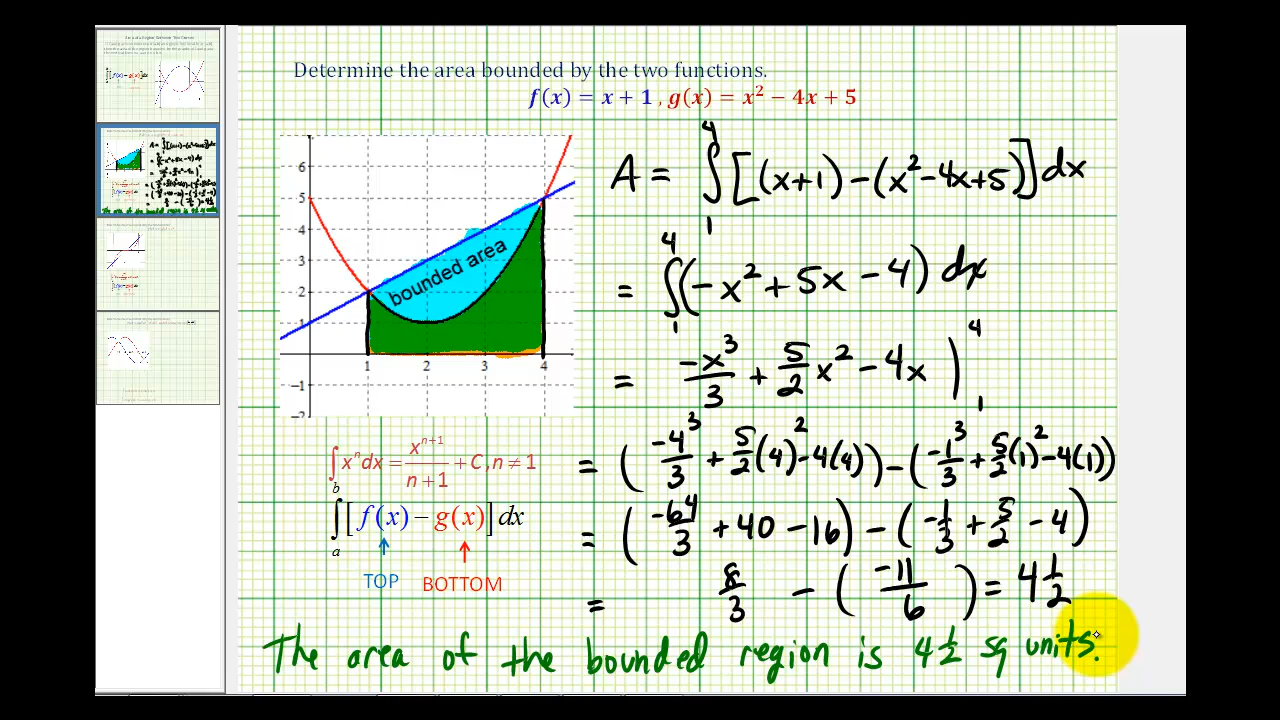 Determine the area bounded by the two functions.
f(x) = x + 1 , g(x) = x² − 4x + 5
6
5
4
3
2
1
−1
−2
1 2 3 4
bounded area
∫xⁿdx = xⁿ⁺¹/(n+1) + C, n ≠ 1
∫ₐᵇ [f(x) − g(x)] dx
TOP BOTTOM
A = ∫₁⁴ [(x+1) − (x² − 4x + 5)] dx
= ∫₁⁴ (−x² + 5x − 4) dx
= −x³/3 + 5/2 x² − 4x )₁⁴
= (−4³/3 + 5/2 (4)² − 4(4)) − (−1³/3 + 5/2 (1)² − 4(1))
= (−64/3 + 40 − 16) − (−1/3 + 5/2 − 4)
= 8/3 − (−11/6) = 4 1/2
The area of the bounded region is 4 1/2 sq units.